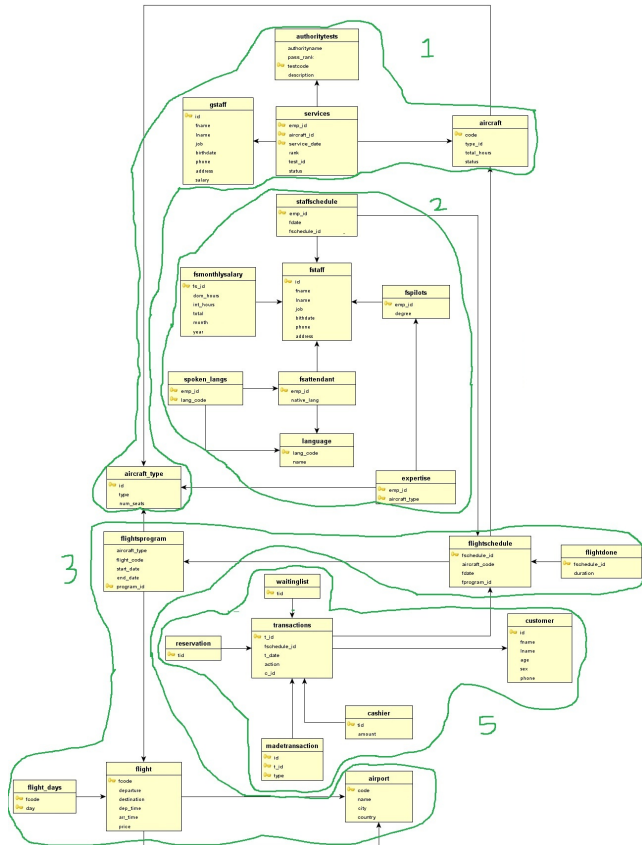 authoritytests
authorityname
pass_rank
testcode
description
1
gstaff
id
fname
lname
job
birthdate
phone
address
salary
services
emp_id
aircraft_id
service_date
rank
test_id
status
aircraft
code
type_id
total_hours
status
staffschedule
emp_id
fdate
fschedule_id
2
fsmonthlysalary
fs_id
dom_hours
int_hours
total
month
year
fstaff
id
fname
lname
job
birthdate
phone
address
fspilots
emp_id
degree
spoken_langs
emp_id
lang_code
fsattendant
emp_id
native_lang
language
lang_code
name
aircraft_type
id
type
num_seats
expertise
emp_id
aircraft_type
3
flightsprogram
aircraft_type
flight_code
start_date
end_date
program_id
flightschedule
fschedule_id
aircraft_code
fdate
fprogram_id
flightdone
fschedule_id
duration
waitinglist
tid
reservation
tid
transactions
t_id
fschedule_id
t_date
action
c_id
customer
id
fname
lname
age
sex
phone
cashier
tid
amount
5
madetransaction
id
t_id
type
flight_days
fcode
day
flight
fcode
departure
destination
dep_time
arr_time
price
airport
code
name
city
country